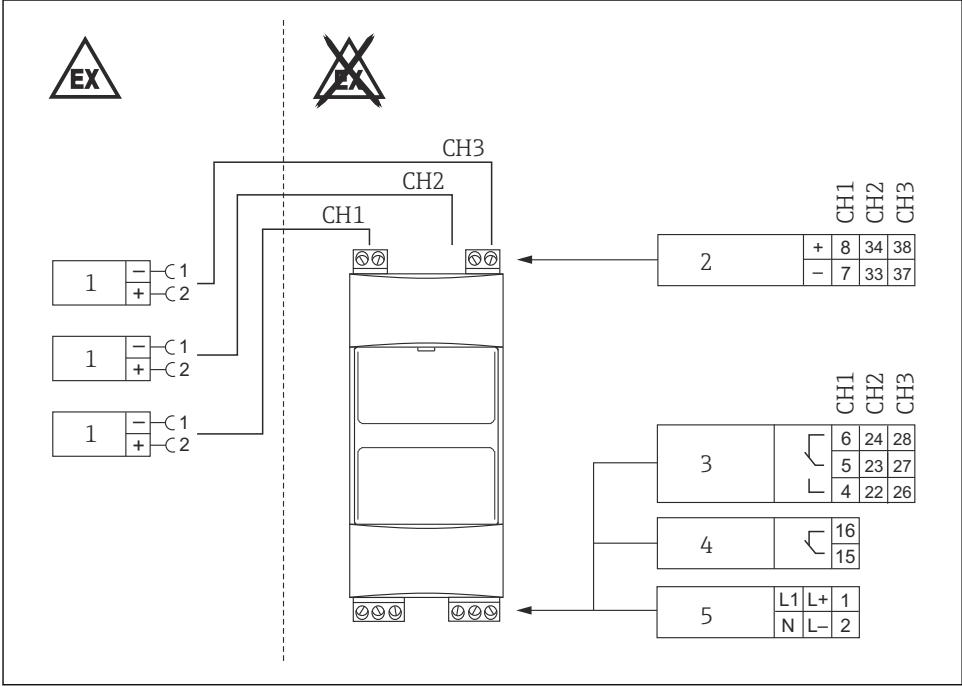 EX
EX
CH3
CH2
CH1
1 − 1
+ 2
1 − 1
+ 2
1 − 1
+ 2
CH1 CH2 CH3
2 + 8 34 38
− 7 33 37
CH1 CH2 CH3
3 6 24 28
5 23 27
4 22 26
4 16
15
5 L1 L+ 1
N L− 2